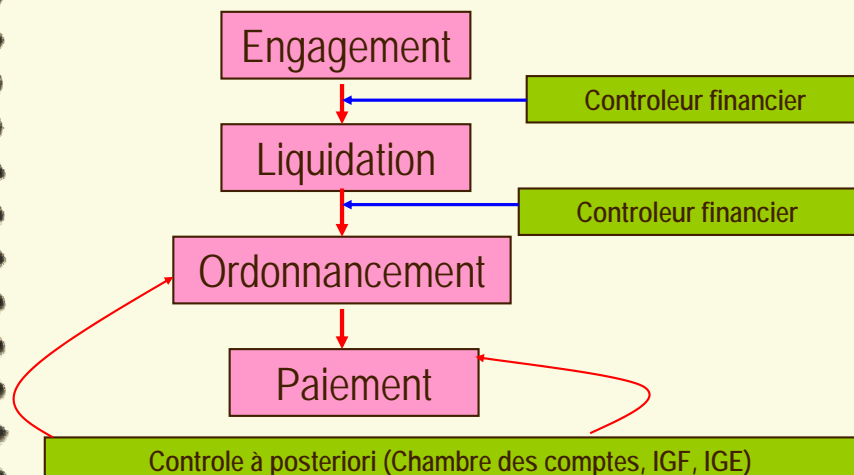 Engagement
Controleur financier
Liquidation
Controleur financier
Ordonnancement
Paiement
Controle à posteriori (Chambre des comptes, IGF, IGE)